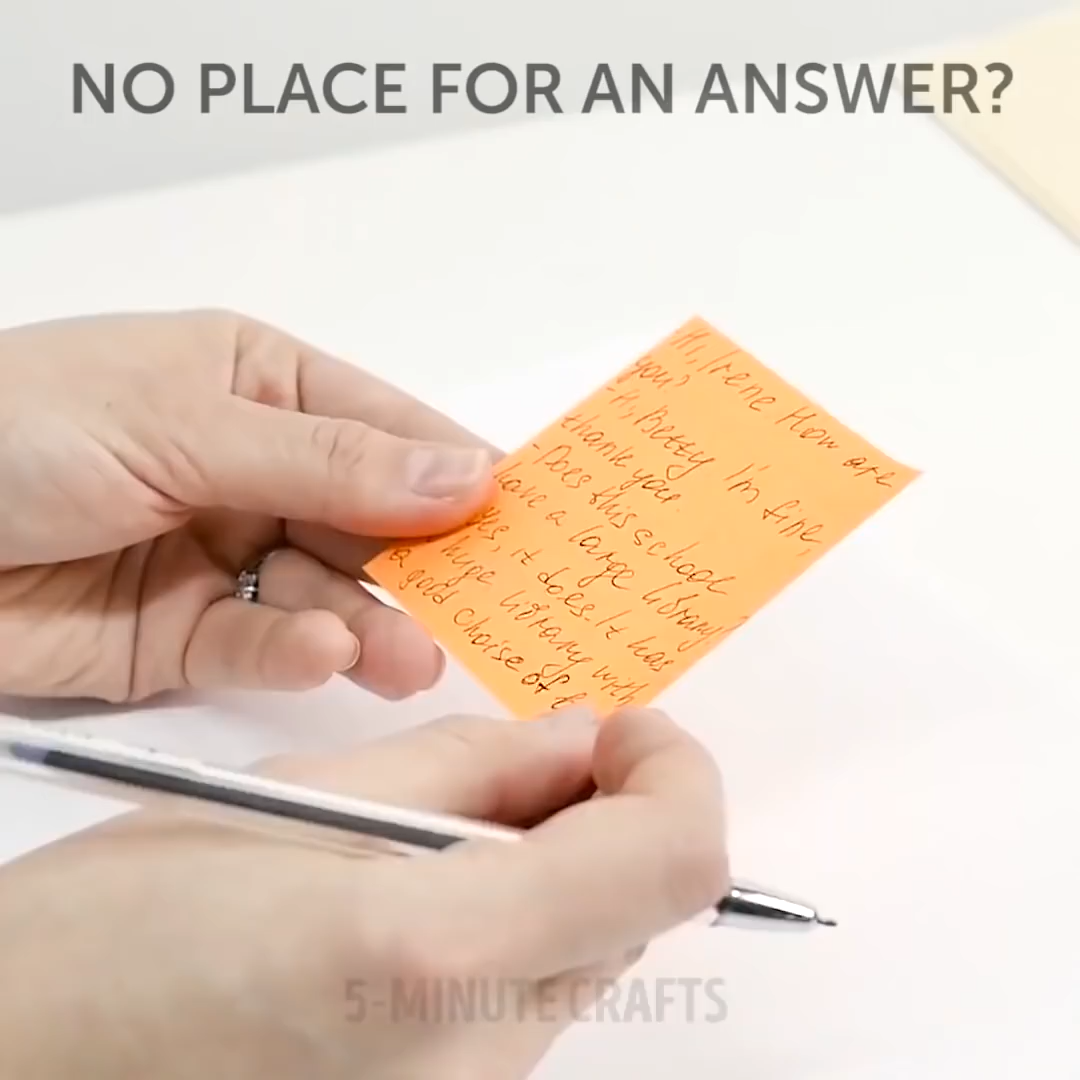 NO PLACE FOR AN ANSWER?
Hi, Irene How are
you?
-Hi, Betty I'm fine,
thank you.
-Does this school
have a large library?
yes, it does. It has
huge library with
a good choise of
5-MINUTE CRAFTS